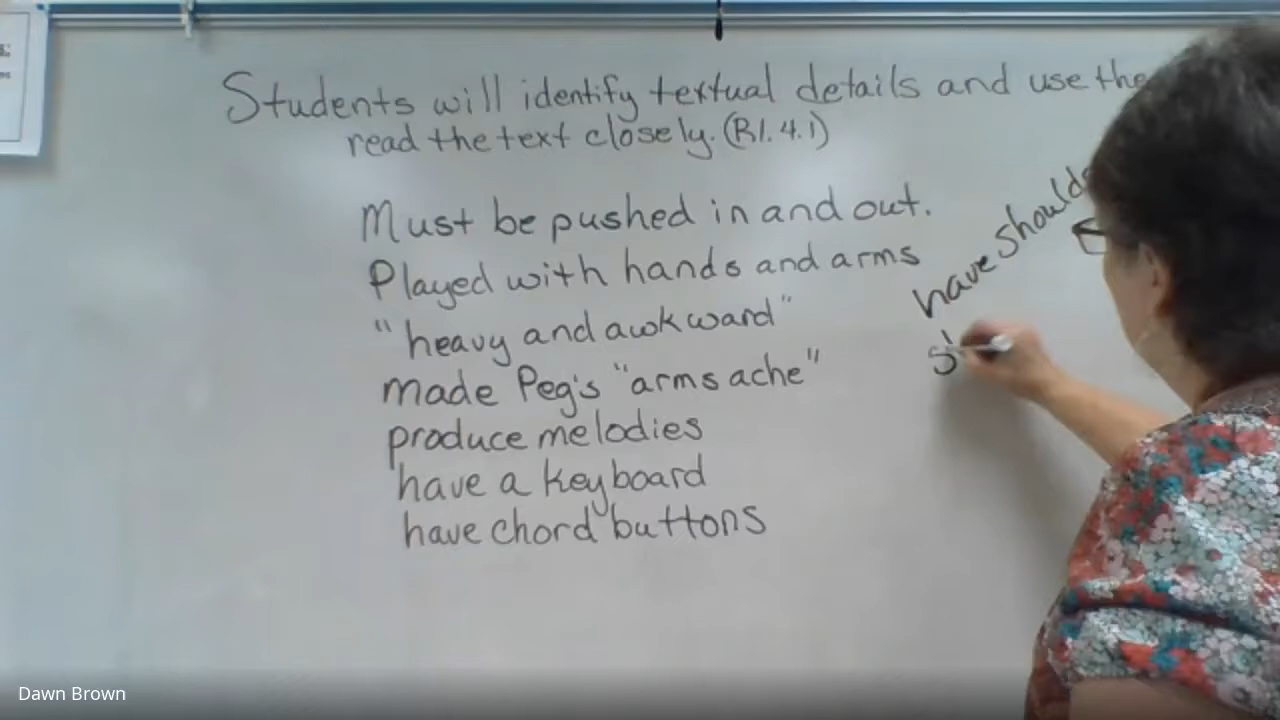 Students will identify textual details and use the
read the text closely. (RI.4.1)
Must be pushed in and out.
Played with hands and arms
"heavy and awkward"
made Peg's "arms ache"
produce melodies
have a keyboard
have chord buttons
have
Dawn Brown